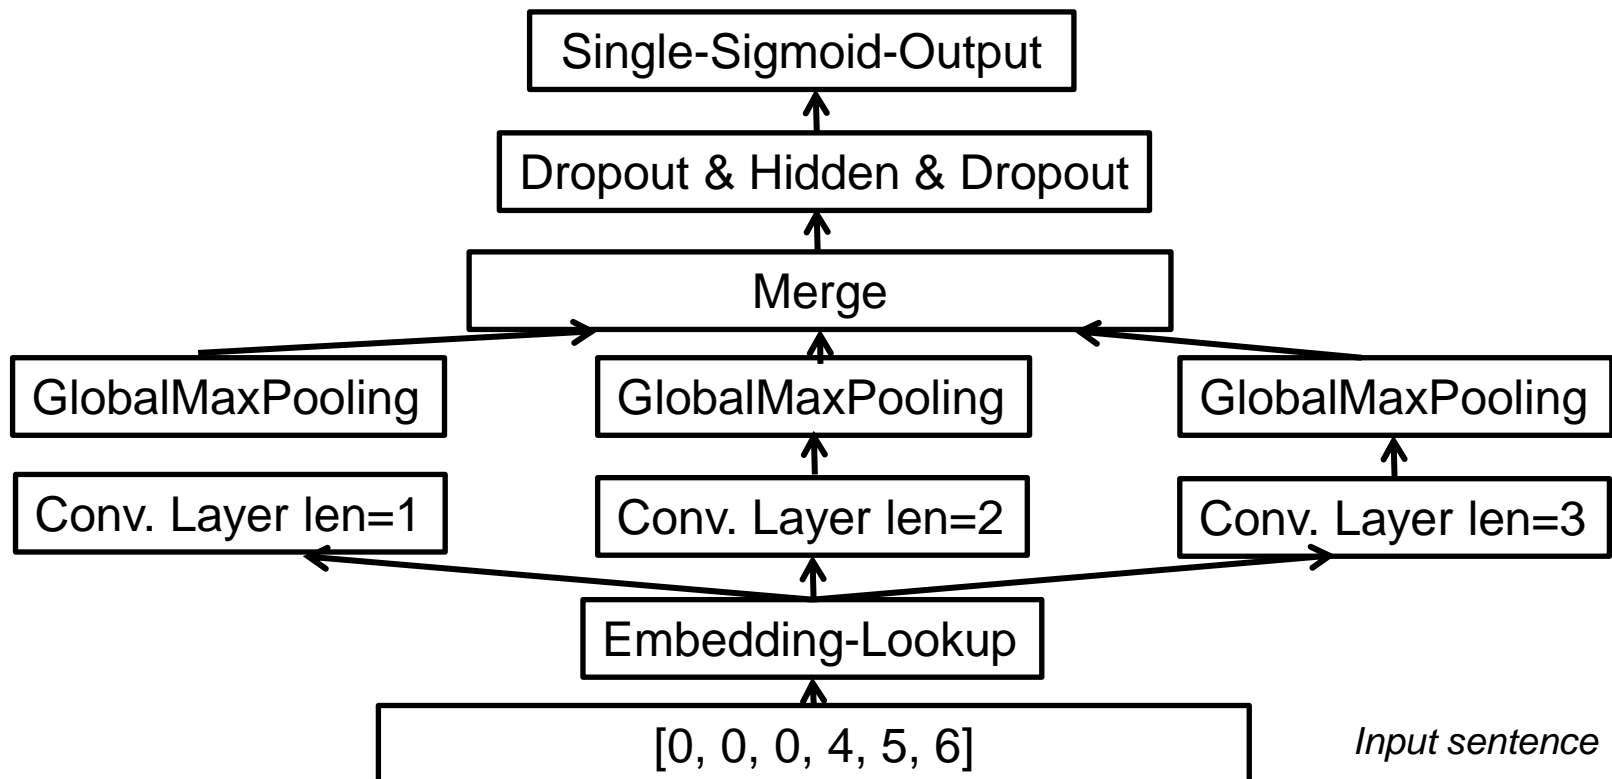 Single-Sigmoid-Output
Dropout & Hidden & Dropout
Merge
GlobalMaxPooling
GlobalMaxPooling
GlobalMaxPooling
Conv. Layer len=1
Conv. Layer len=2
Conv. Layer len=3
Embedding-Lookup
[0, 0, 0, 4, 5, 6]
Input sentence